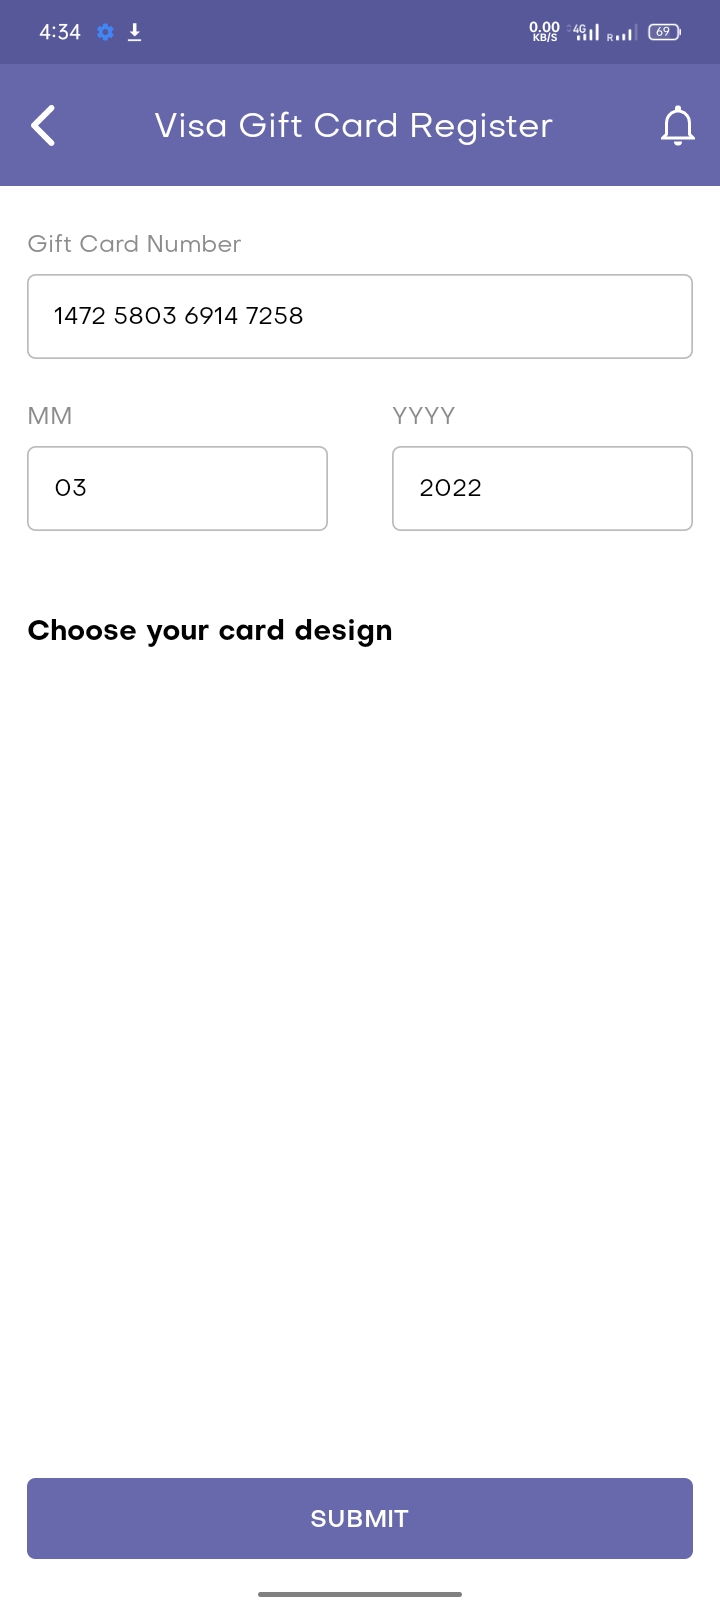 4:34 0.00 KB/S 4G R 69
Visa Gift Card Register
Gift Card Number
1472 5803 6914 7258
MM YYYY
03 2022
Choose your card design
SUBMIT